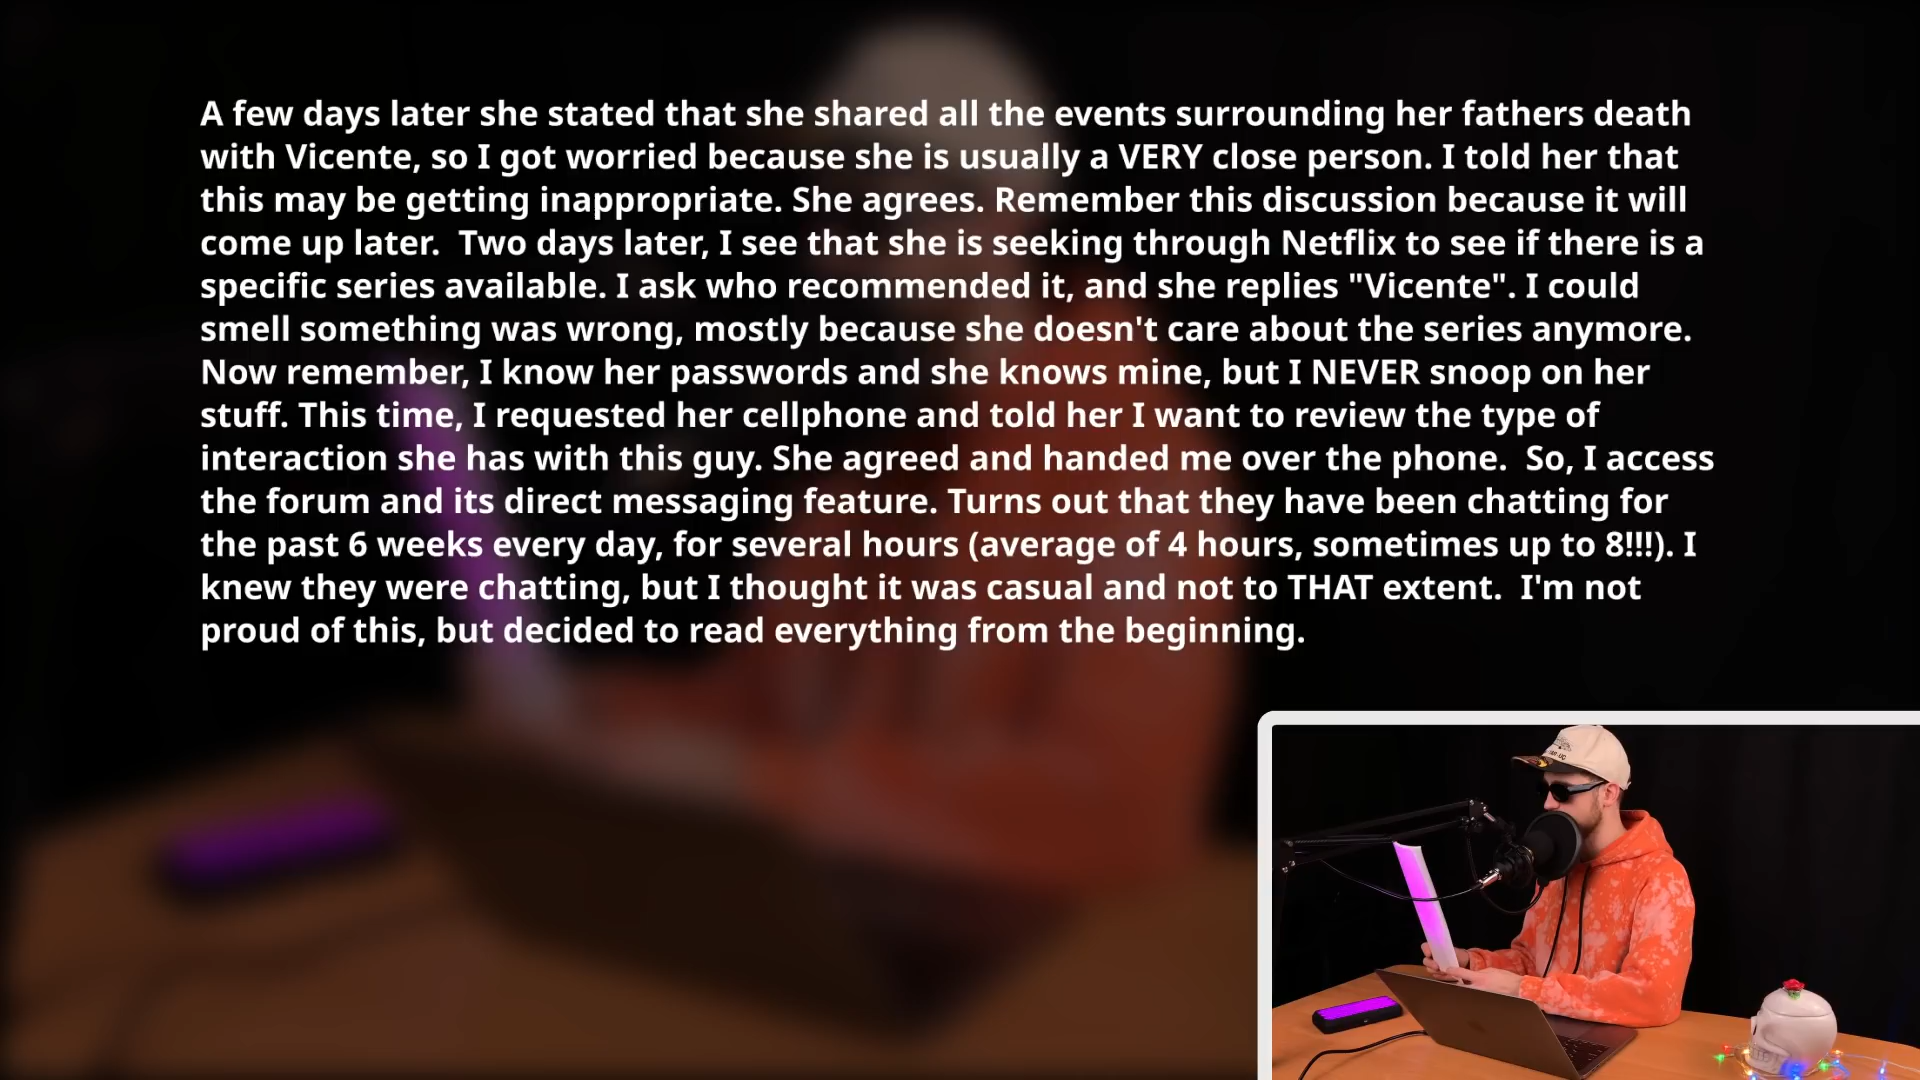 A few days later she stated that she shared all the events surrounding her fathers death
with Vicente, so I got worried because she is usually a VERY close person. I told her that
this may be getting inappropriate. She agrees. Remember this discussion because it will
come up later.  Two days later, I see that she is seeking through Netflix to see if there is a
specific series available. I ask who recommended it, and she replies "Vicente". I could
smell something was wrong, mostly because she doesn't care about the series anymore.
Now remember, I know her passwords and she knows mine, but I NEVER snoop on her
stuff. This time, I requested her cellphone and told her I want to review the type of
interaction she has with this guy. She agreed and handed me over the phone.  So, I access
the forum and its direct messaging feature. Turns out that they have been chatting for
the past 6 weeks every day, for several hours (average of 4 hours, sometimes up to 8!!!). I
knew they were chatting, but I thought it was casual and not to THAT extent.  I'm not
proud of this, but decided to read everything from the beginning.